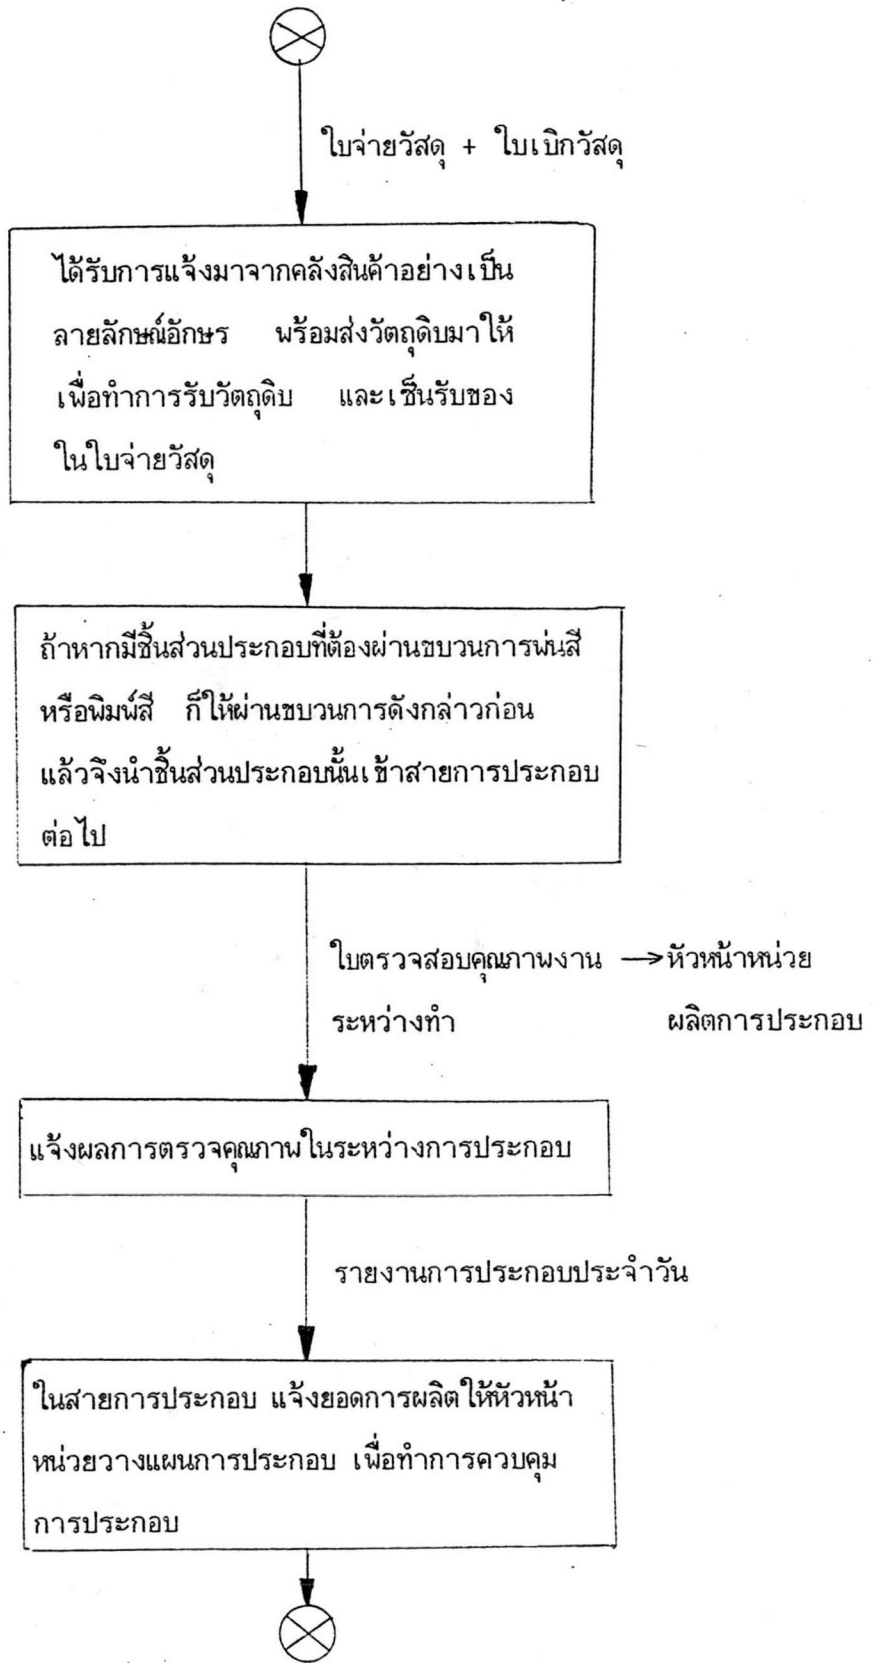 ใบจ่ายวัสดุ + ใบเบิกวัสดุ
ได้รับการแจ้งมาจากคลังสินค้าอย่างเป็น
ลายลักษณ์อักษร พร้อมส่งวัตถุดิบมาให้
เพื่อทำการรับวัตถุดิบ และเซ็นรับของ
ในใบจ่ายวัสดุ
ถ้าหากมีชิ้นส่วนประกอบที่ต้องผ่านขบวนการพ่นสี
หรือพิมพ์สี ก็ให้ผ่านขบวนการดังกล่าวก่อน
แล้วจึงนำชิ้นส่วนประกอบนั้นเข้าสายการประกอบ
ต่อไป
ใบตรวจสอบคุณภาพงาน → หัวหน้าหน่วย
ระหว่างทำ ผลิตการประกอบ
แจ้งผลการตรวจคุณภาพในระหว่างการประกอบ
รายงานการประกอบประจำวัน
ในสายการประกอบ แจ้งยอดการผลิตให้หัวหน้า
หน่วยวางแผนการประกอบ เพื่อทำการควบคุม
การประกอบ